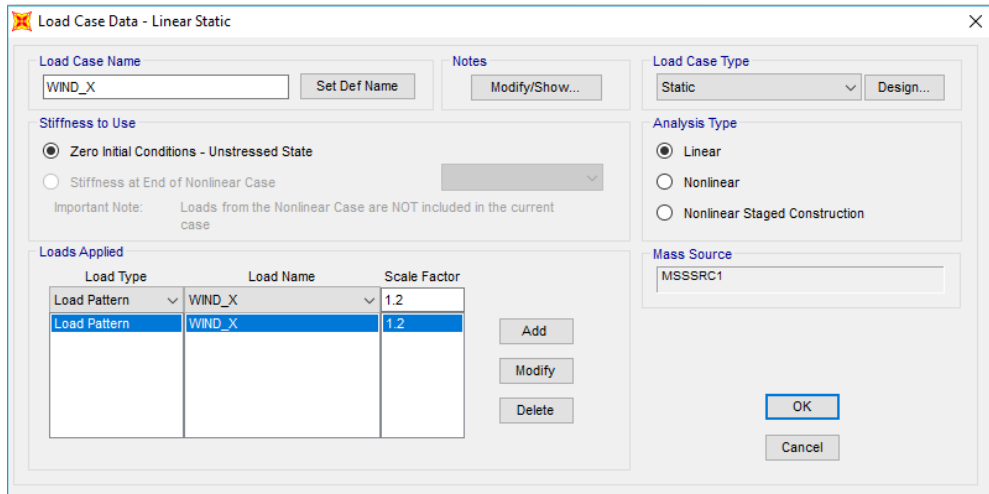 Load Case Data - Linear Static
Load Case Name
Notes
Load Case Type
WIND_X
Set Def Name
Modify/Show...
Static
Design...
Stiffness to Use
Analysis Type
Zero Initial Conditions - Unstressed State
Linear
Stiffness at End of Nonlinear Case
Nonlinear
Important Note: Loads from the Nonlinear Case are NOT included in the current
case
Nonlinear Staged Construction
Loads Applied
Mass Source
Load Type Load Name Scale Factor
MSSSRC1
Load Pattern WIND_X 1.2
Load Pattern WIND_X 1.2
Add
Modify
Delete
OK
Cancel